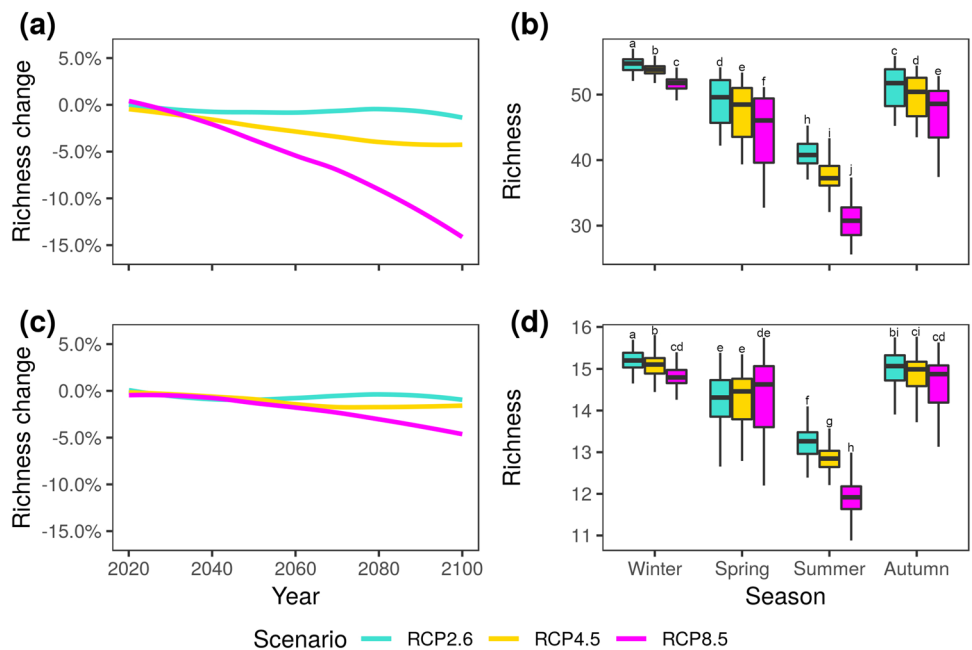 (a)
Richness change
5.0%
0.0%
-5.0%
-10.0%
-15.0%
(b)
Richness
50
40
30
a b c
d e f
h i j
c d e
(c)
Richness change
5.0%
0.0%
-5.0%
-10.0%
-15.0%
2020 2040 2060 2080 2100
Year
(d)
Richness
16
15
14
13
12
11
a b cd
e e de
f g h
bi ci cd
Winter Spring Summer Autumn
Season
Scenario RCP2.6 RCP4.5 RCP8.5